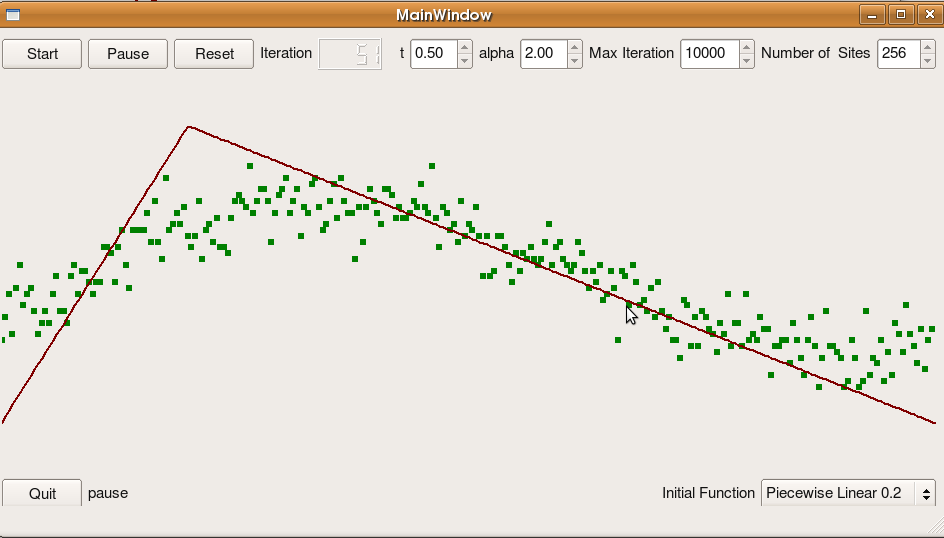 MainWindow
Start Pause Reset Iteration 51 t 0.50 alpha 2.00 Max Iteration 10000 Number of Sites 256
Quit pause Initial Function Piecewise Linear 0.2